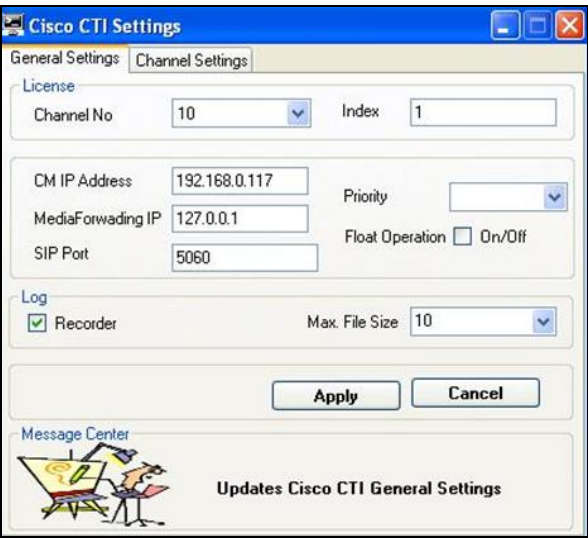 Cisco CTI Settings
General Settings Channel Settings
License
Channel No 10 Index 1
CM IP Address 192.168.0.117
Priority
MediaForwading IP 127.0.0.1
Float Operation On/Off
SIP Port 5060
Log
Recorder Max. File Size 10
Apply Cancel
Message Center
Updates Cisco CTI General Settings